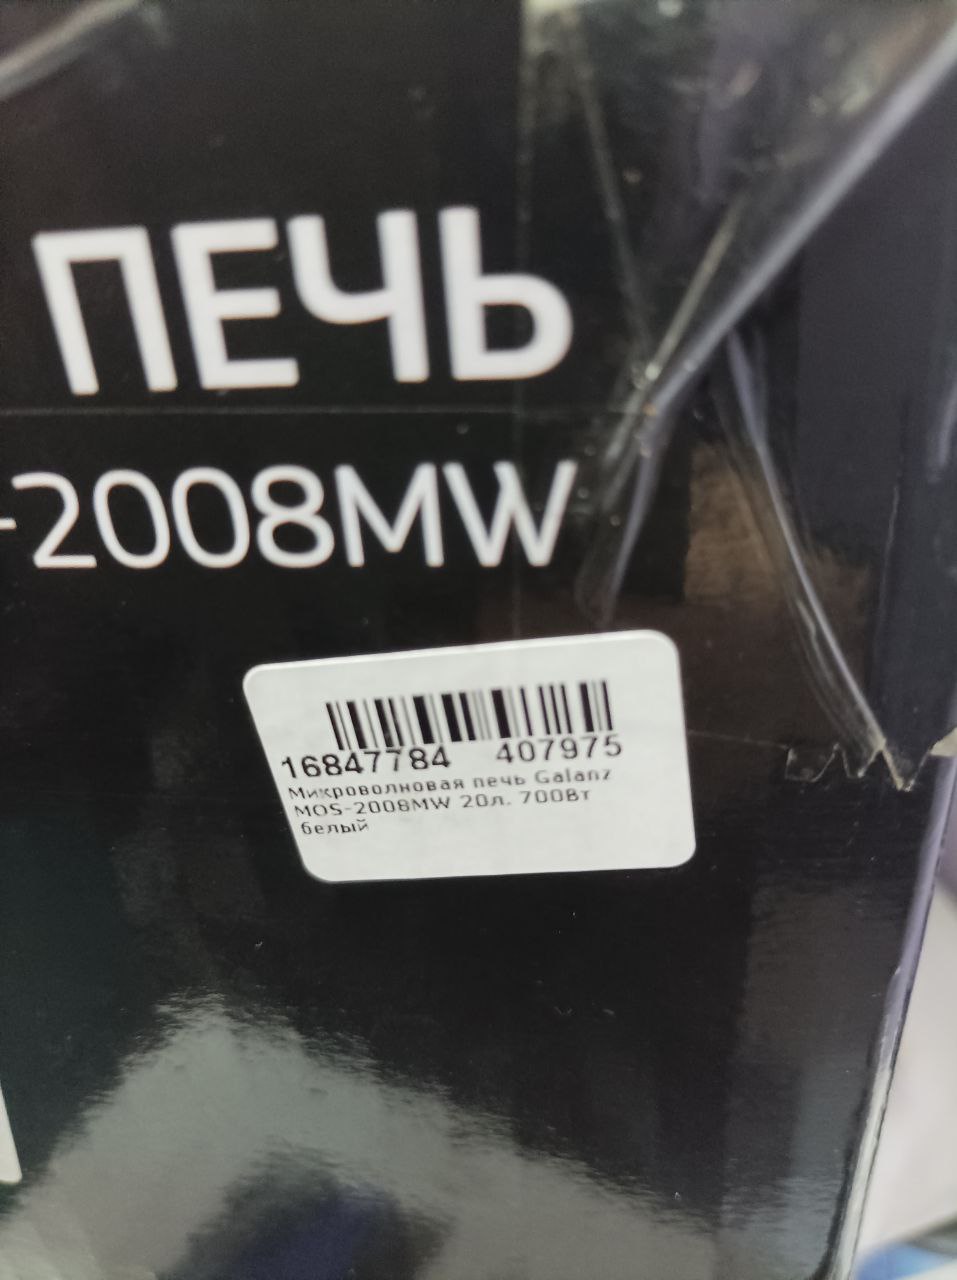 ПЕЧЬ
-2008MW
16847784 407975
Микроволновая печь Galanz
MOS-2008MW 20л. 700Вт
белый